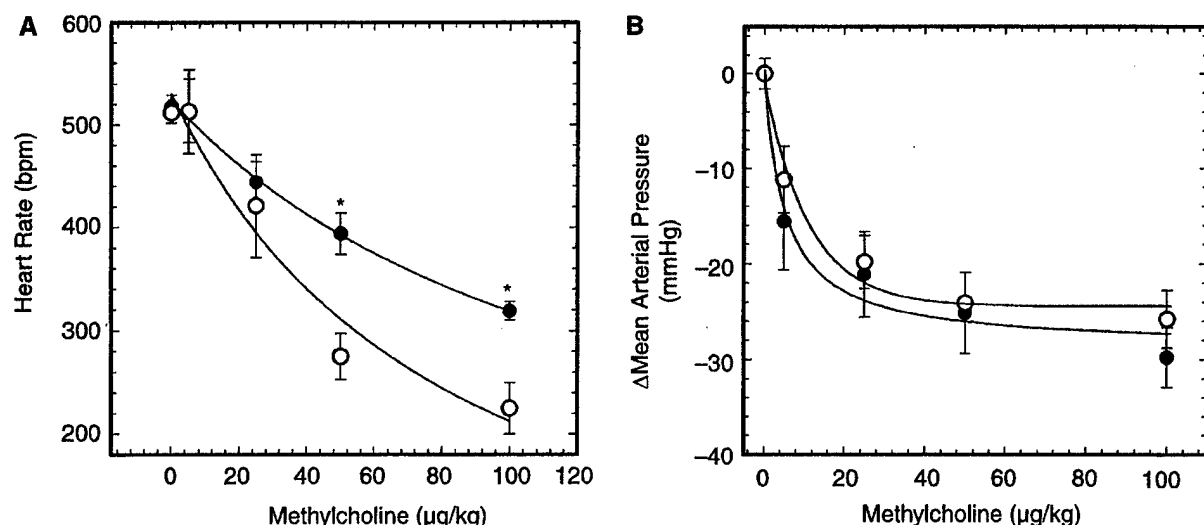 A
600
500
400
300
200
Heart Rate (bpm)
*
*
0 20 40 60 80 100 120
Methylcholine (µg/kg)
B
0
–10
–20
–30
–40
ΔMean Arterial Pressure
(mmHg)
0 20 40 60 80 100
Methylcholine (µg/kg)